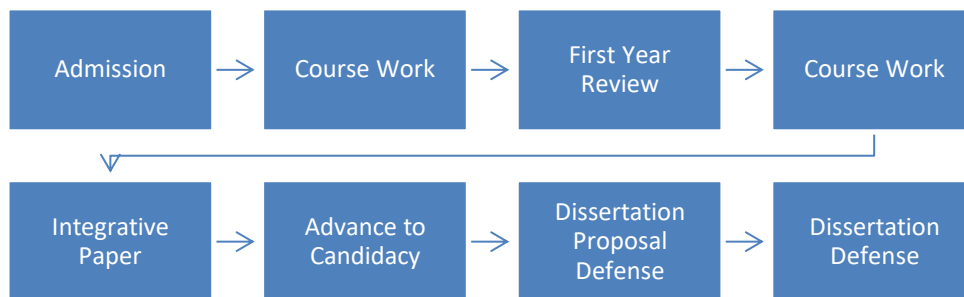 Admission
Course Work
First Year
Review
Course Work
Integrative
Paper
Advance to
Candidacy
Dissertation
Proposal
Defense
Dissertation
Defense